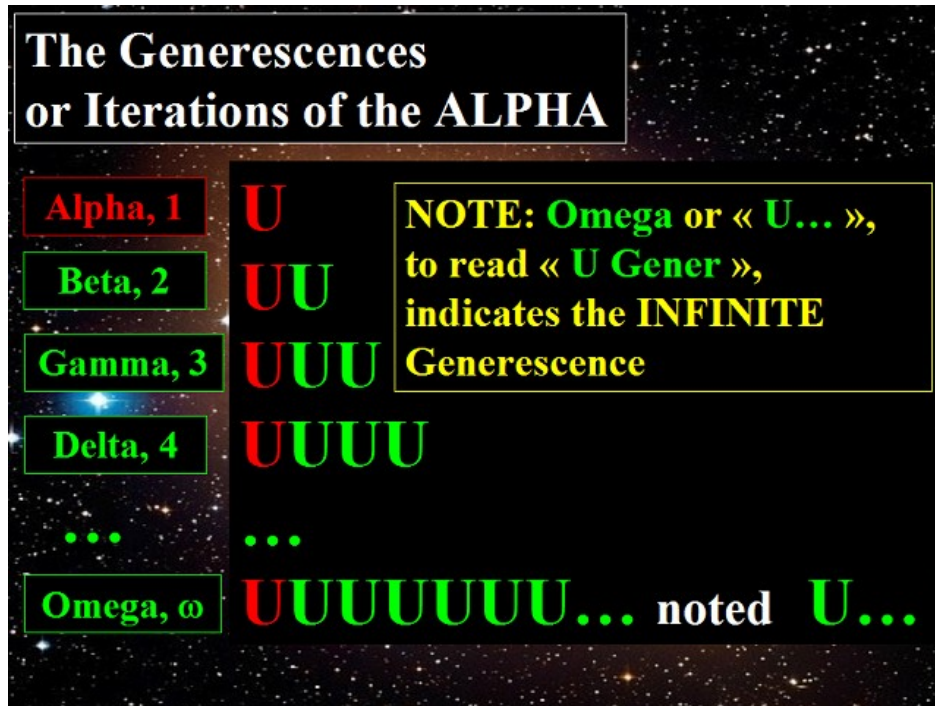 The Generescences
or Iterations of the ALPHA
Alpha, 1 U
Beta, 2 UU
Gamma, 3 UUU
Delta, 4 UUUU
... ...
Omega, ω UUUUUUU... noted U...
NOTE: Omega or « U... »,
to read « U Gener »,
indicates the INFINITE
Generescence